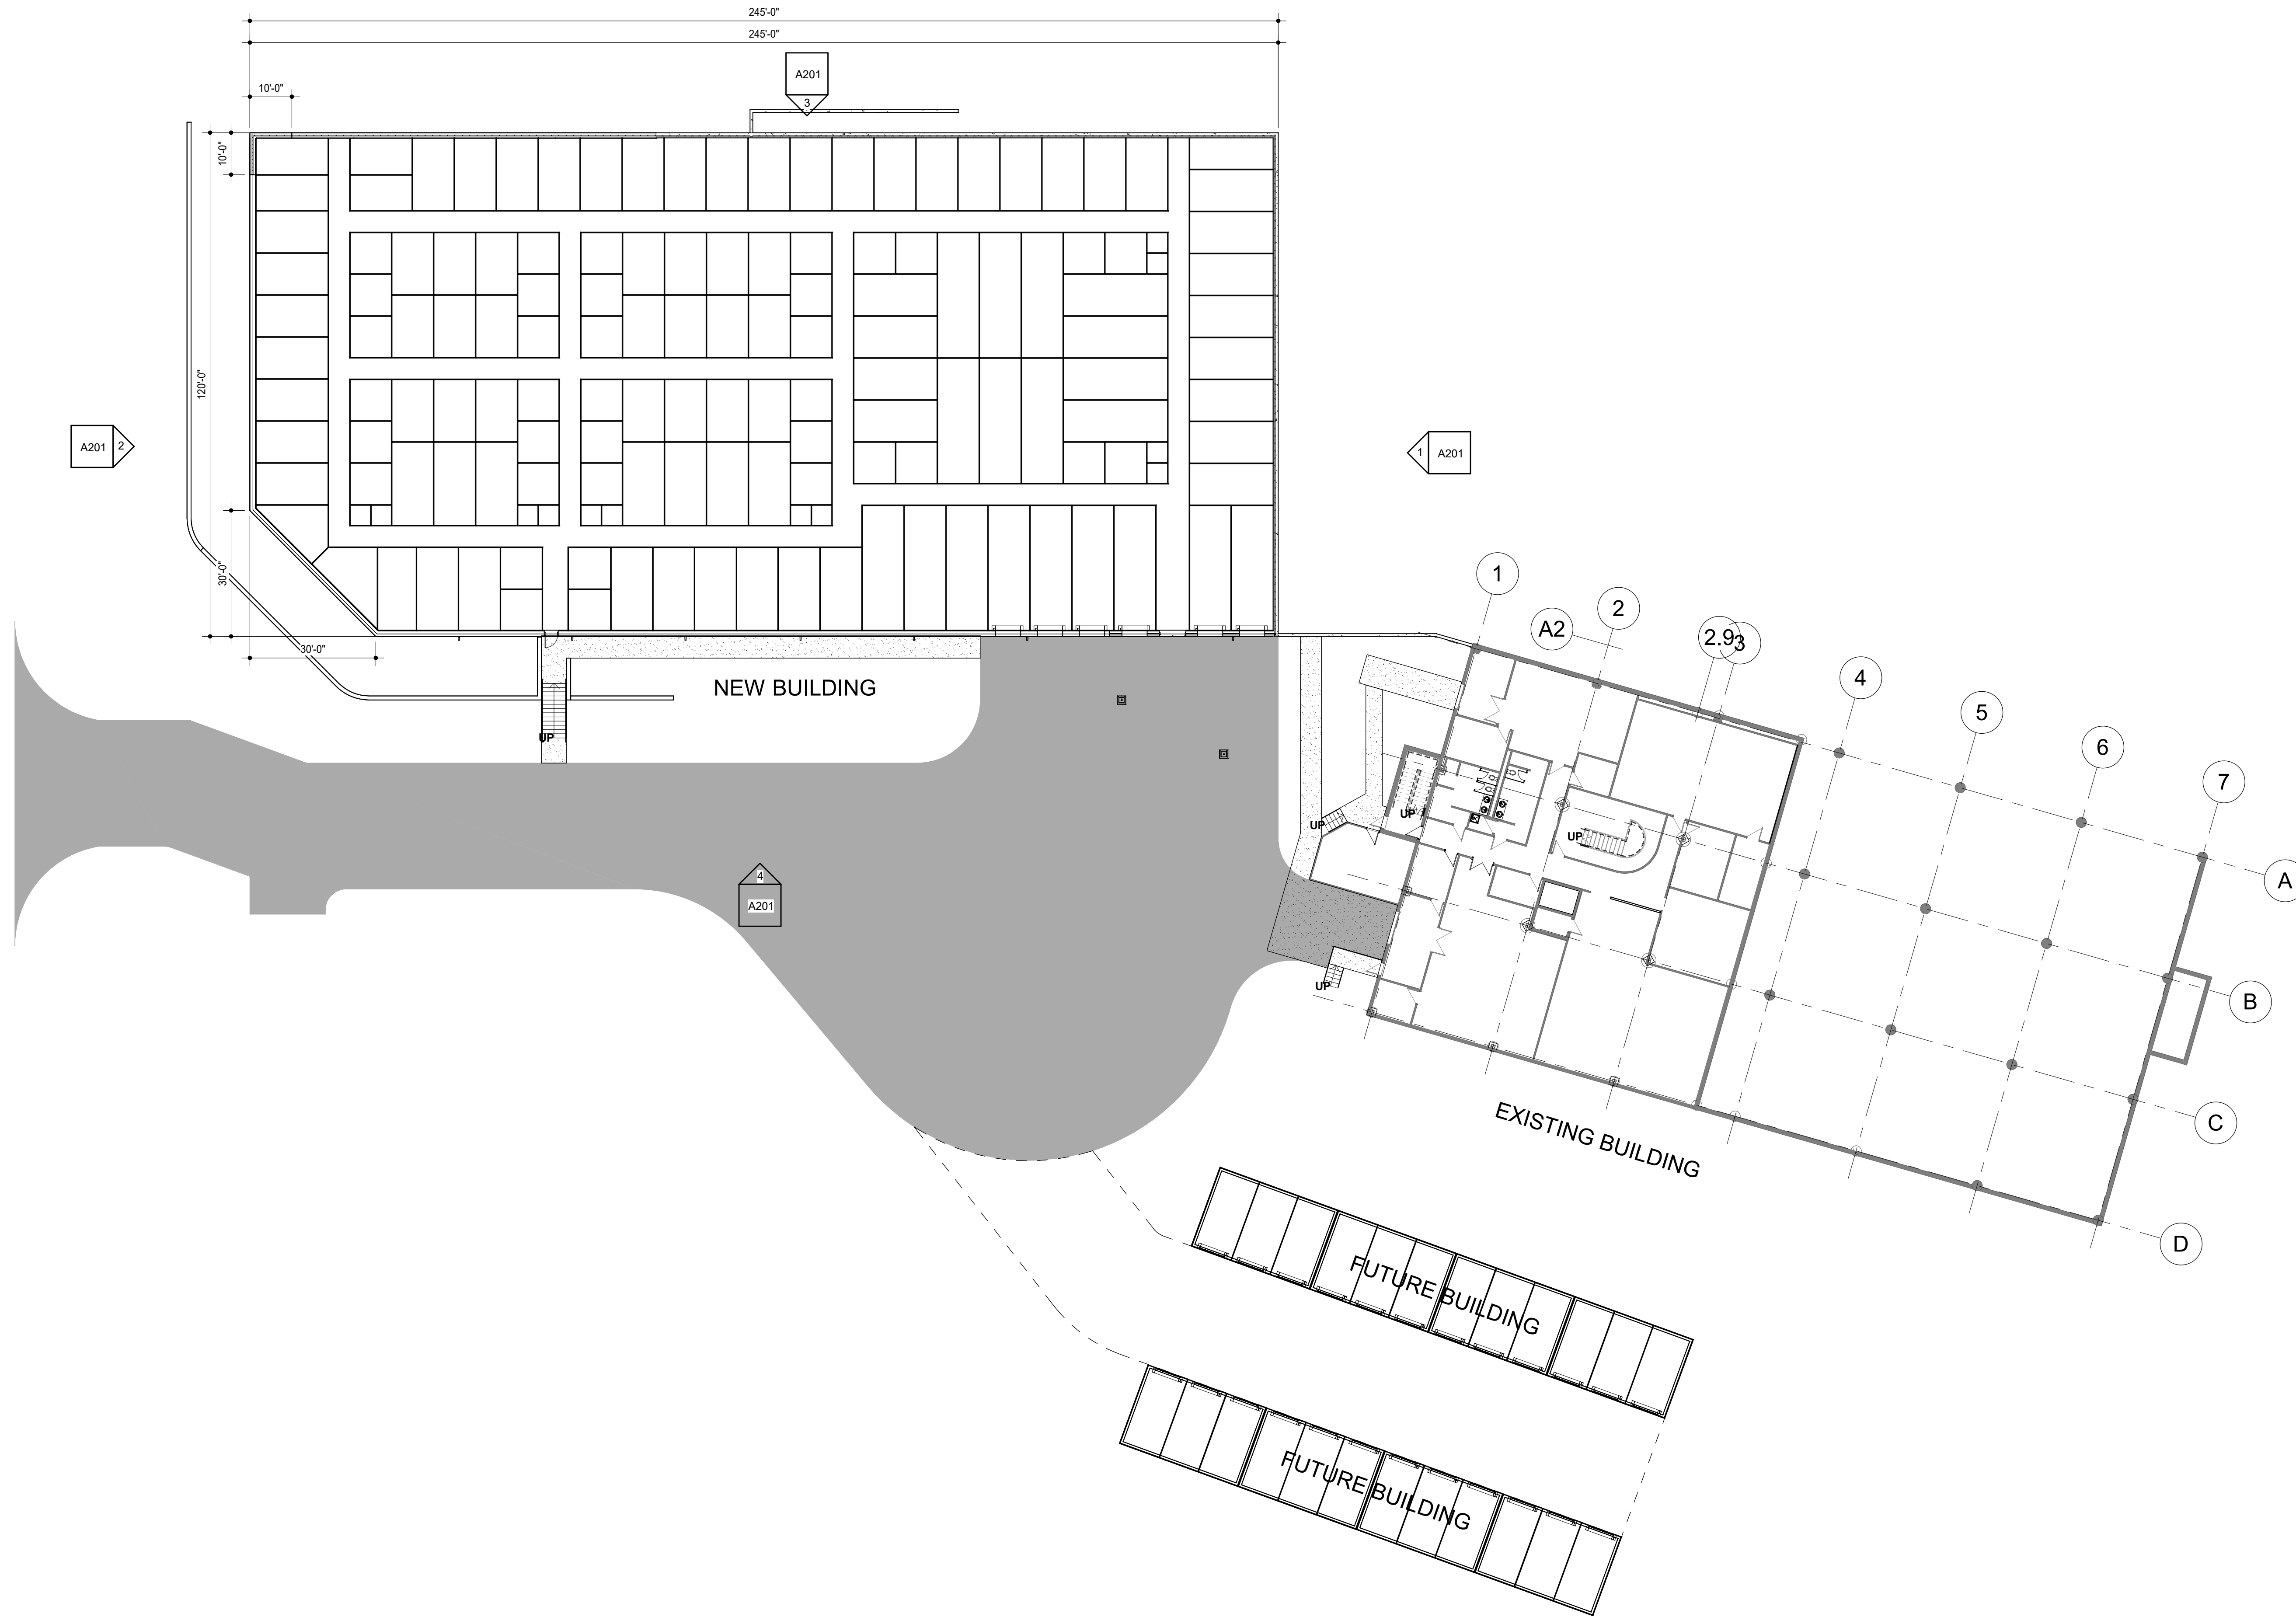 245'-0"
245'-0"
A201
3
10'-0"
10'-0"
120'-0"
A201
2
1
A201
30'-0"
30'-0"
1
2
A2
2.9
3
4
5
6
7
NEW BUILDING
UP
UP
UP
UP
UP
4
A201
A
B
C
D
EXISTING BUILDING
FUTURE BUILDING
FUTURE BUILDING